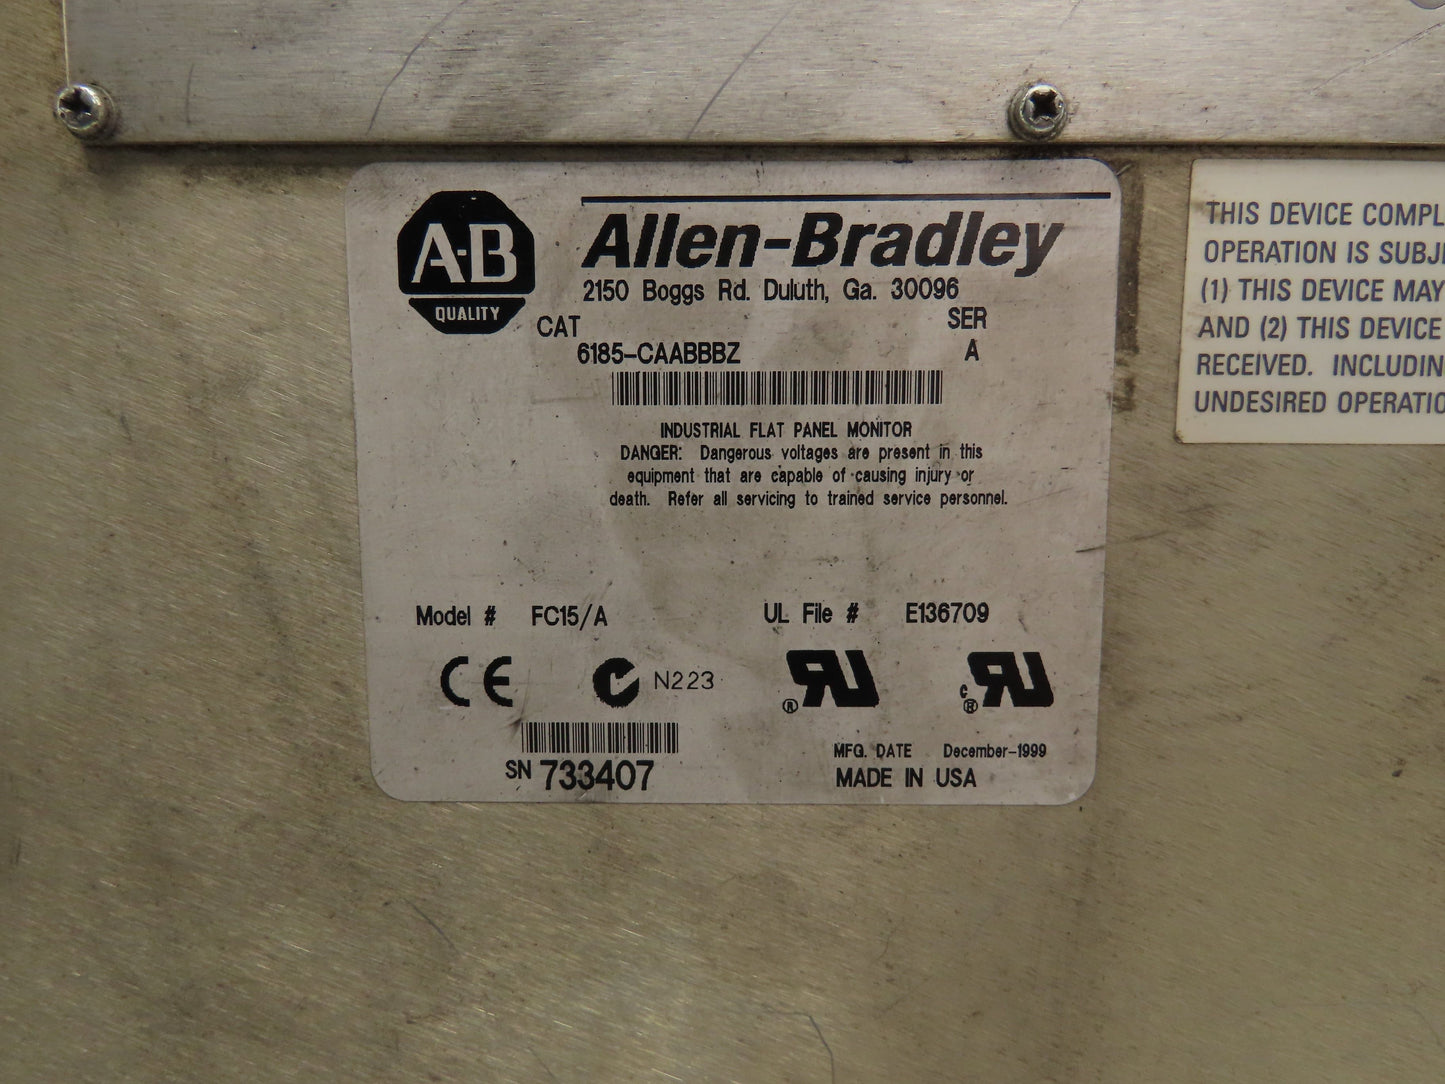 A-B
QUALITY
Allen-Bradley
2150 Boggs Rd. Duluth, Ga. 30096
CAT SER
6185-CAABBBZ A
INDUSTRIAL FLAT PANEL MONITOR
DANGER: Dangerous voltages are present in this
equipment that are capable of causing injury or
death. Refer all servicing to trained service personnel.
Model # FC15/A UL File # E136709
CE N223
SN 733407
MFG. DATE December-1999
MADE IN USA
THIS DEVICE COMPL
OPERATION IS SUBJE
(1) THIS DEVICE MAY
AND (2) THIS DEVICE
RECEIVED. INCLUDIN
UNDESIRED OPERATIO